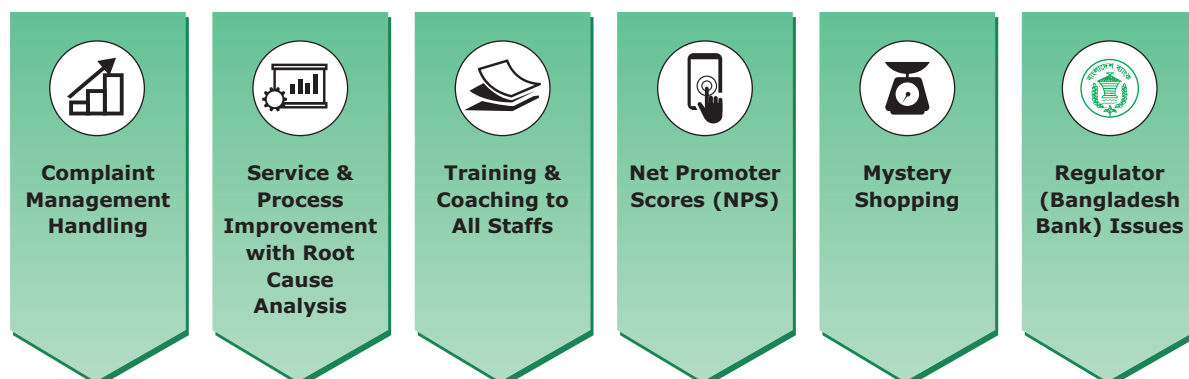 Complaint
Management
Handling
Service &
Process
Improvement
with Root
Cause
Analysis
Training &
Coaching to
All Staffs
Net Promoter
Scores (NPS)
Mystery
Shopping
বাংলাদেশ ব্যাংক
Regulator
(Bangladesh
Bank) Issues